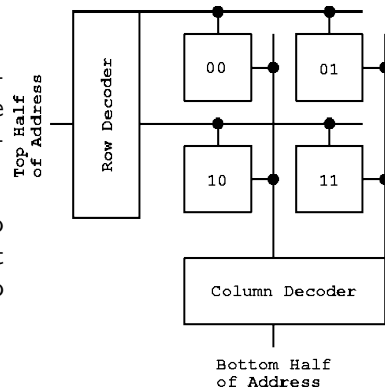 00
01
Row Decoder
Top Half
of Address
10
11
Column Decoder
Bottom Half
of Address